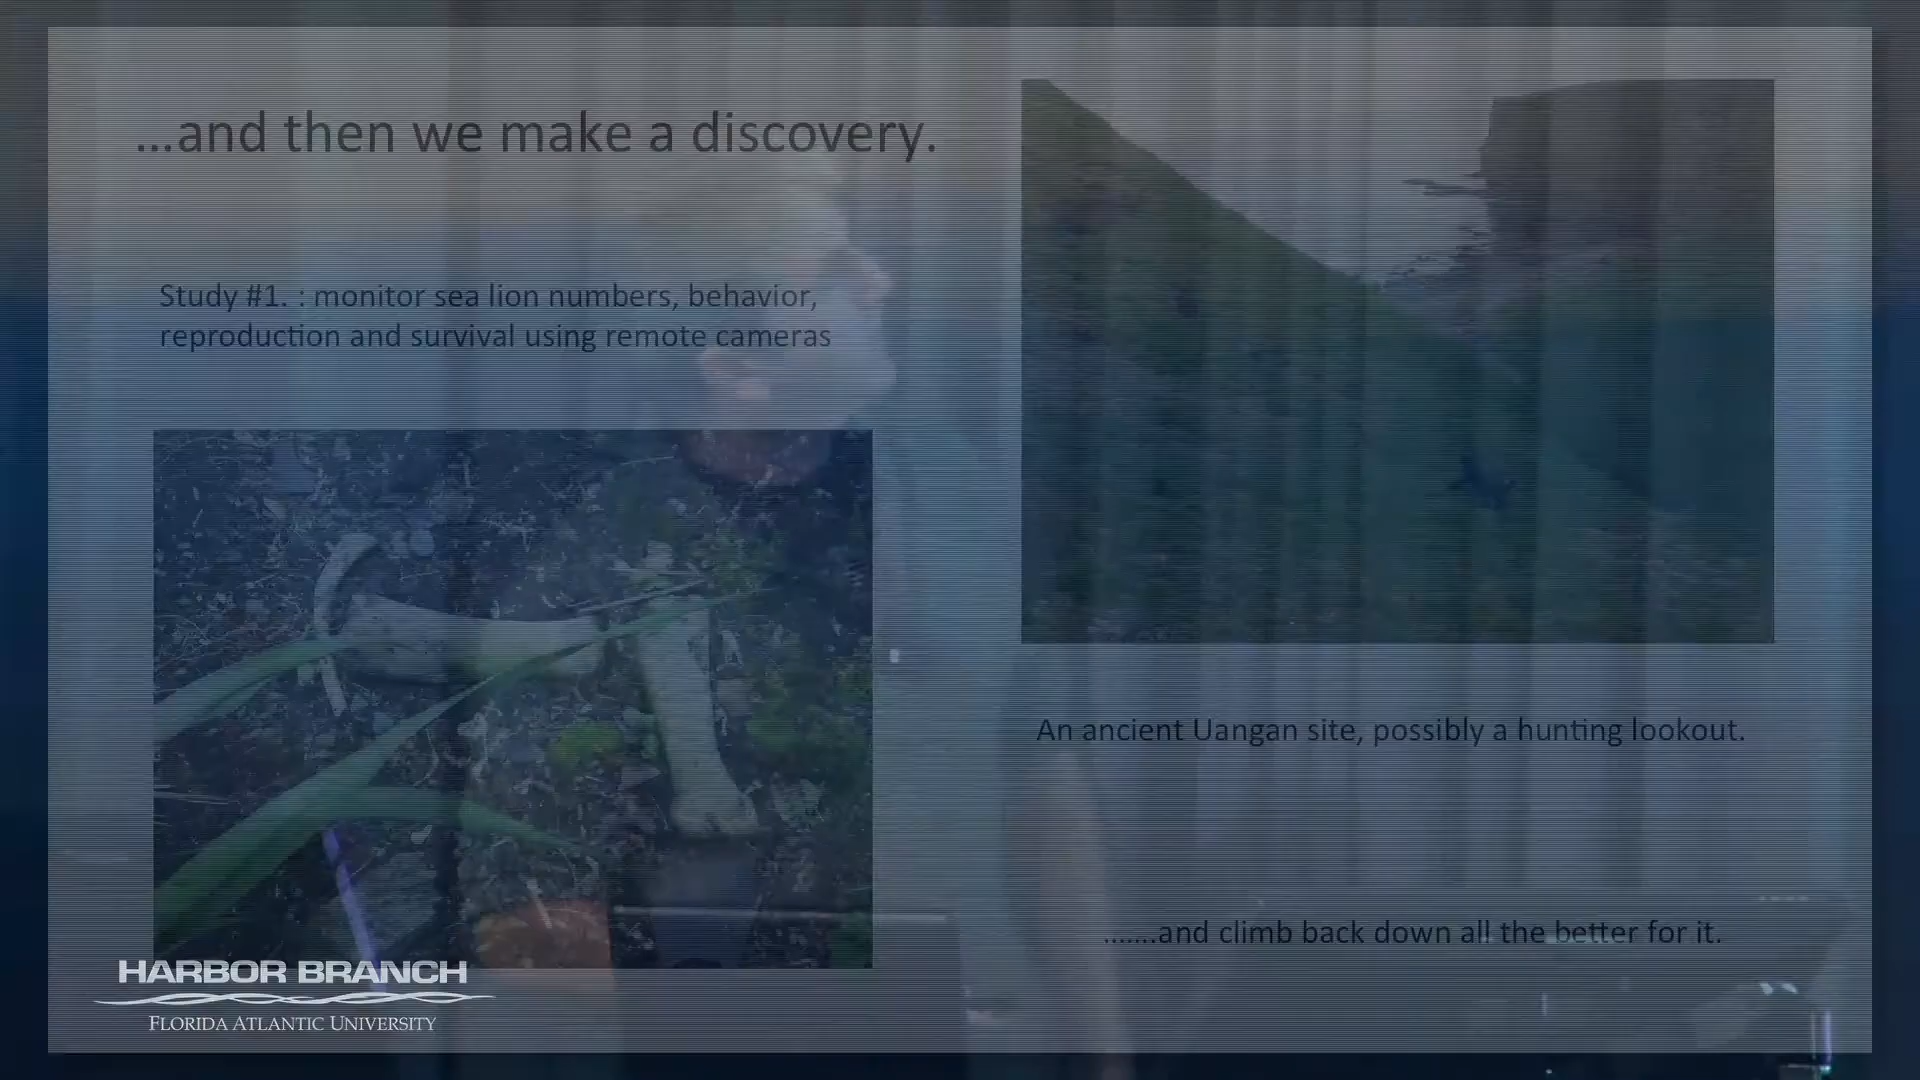 ...and then we make a discovery.
Study #1. : monitor sea lion numbers, behavior,
reproduction and survival using remote cameras
An ancient Uangan site, possibly a hunting lookout.
.......and climb back down all the better for it.
HARBOR BRANCH
FLORIDA ATLANTIC UNIVERSITY